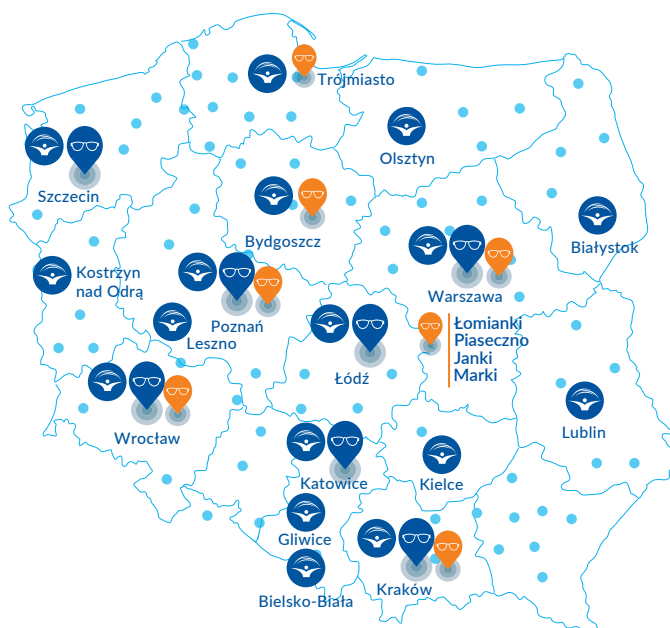 Trójmiasto
Olsztyn
Szczecin
Bydgoszcz
Białystok
Kostrzyn
nad Odrą
Warszawa
Poznań
Leszno
Łomianki
Piaseczno
Janki
Marki
Łódź
Wrocław
Lublin
Katowice
Kielce
Gliwice
Kraków
Bielsko-Biała